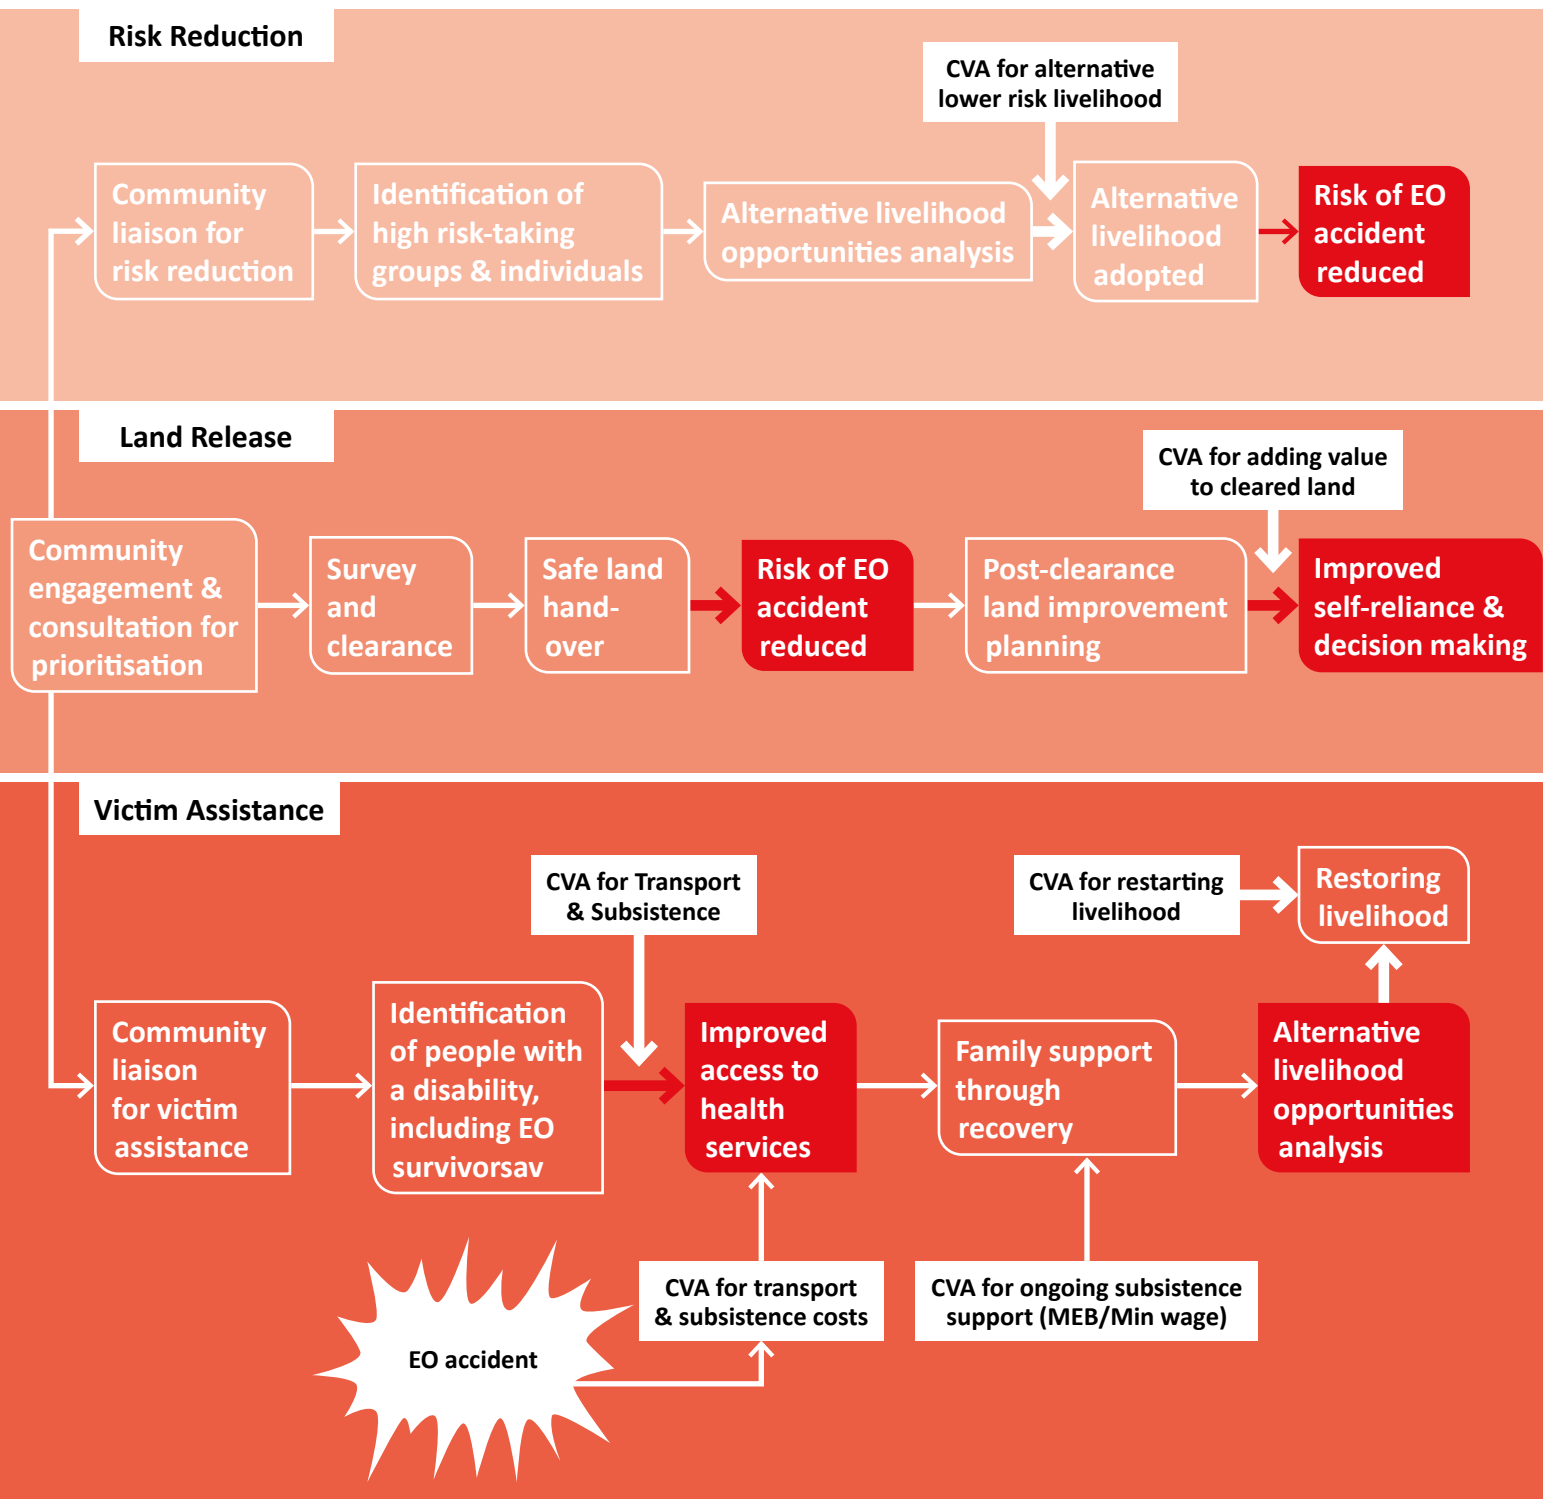 Risk Reduction
CVA for alternative
lower risk livelihood
Community
liaison for
risk reduction
Identification of
high risk-taking
groups & individuals
Alternative livelihood
opportunities analysis
Alternative
livelihood
adopted
Risk of EO
accident
reduced
Land Release
CVA for adding value
to cleared land
Community
engagement &
consultation for
prioritisation
Survey
and
clearance
Safe land
hand-
over
Risk of EO
accident
reduced
Post-clearance
land improvement
planning
Improved
self-reliance &
decision making
Victim Assistance
CVA for Transport
& Subsistence
CVA for restarting
livelihood
Restoring
livelihood
Community
liaison
for victim
assistance
Identification
of people with
a disability,
including EO
survivorsav
Improved
access to
health
services
Family support
through
recovery
Alternative
livelihood
opportunities
analysis
EO accident
CVA for transport
& subsistence costs
CVA for ongoing subsistence
support (MEB/Min wage)